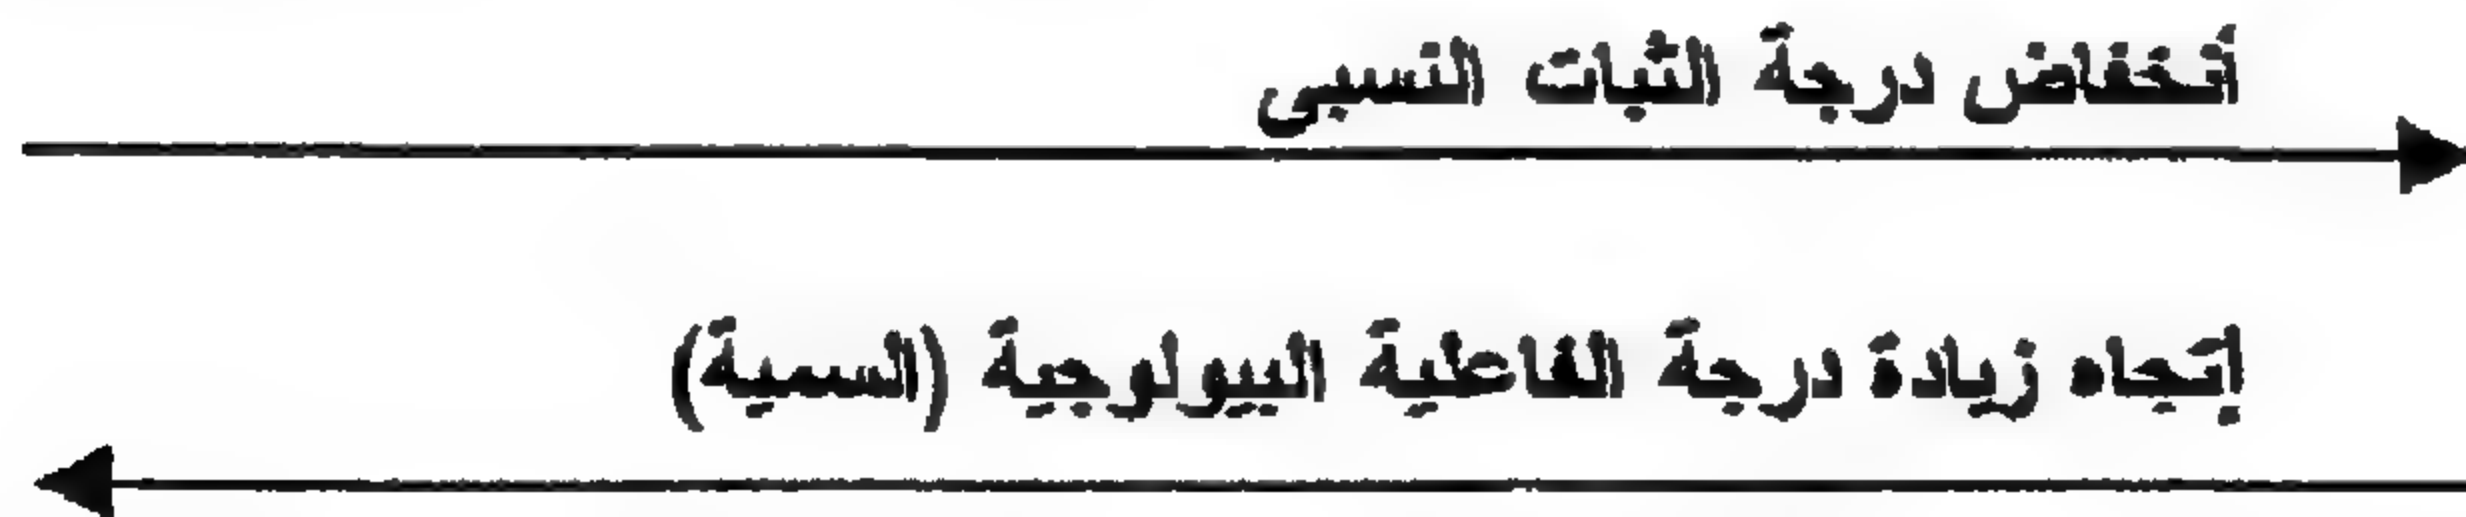 أنخفاض درجة الثبات النسبى
إتجاه زيادة درجة الفاعلية البيولوجية (السمية)